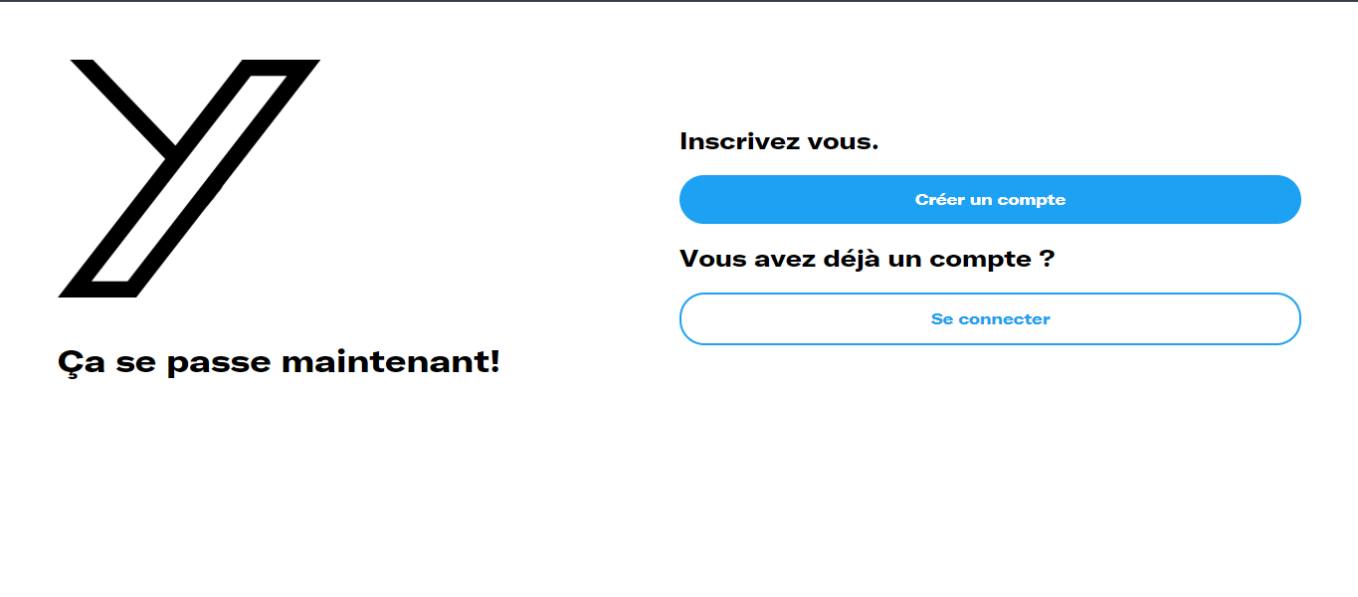 Ça se passe maintenant!
Inscrivez vous.
Créer un compte
Vous avez déjà un compte ?
Se connecter